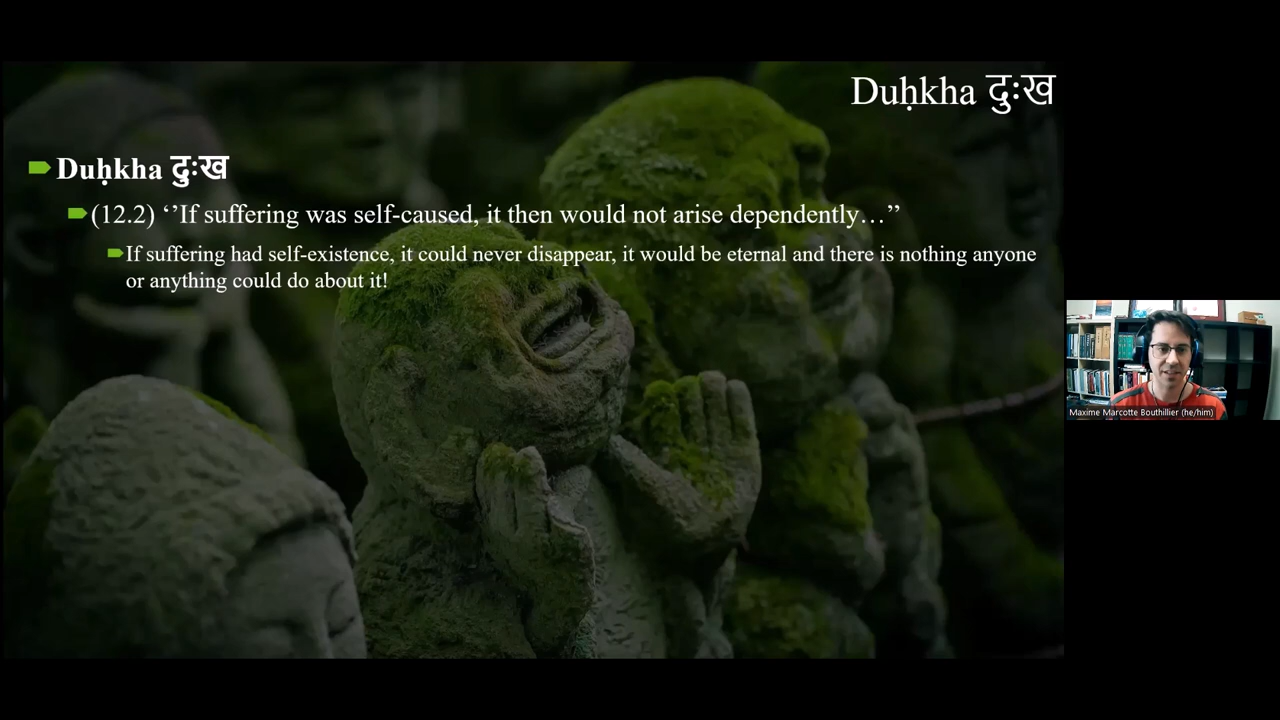 Duḥkha दुःख
Duḥkha दुःख
(12.2) ‘’If suffering was self-caused, it then would not arise dependently…’’
If suffering had self-existence, it could never disappear, it would be eternal and there is nothing anyone
or anything could do about it!
Maxime Marcotte Bouthillier (he/him)